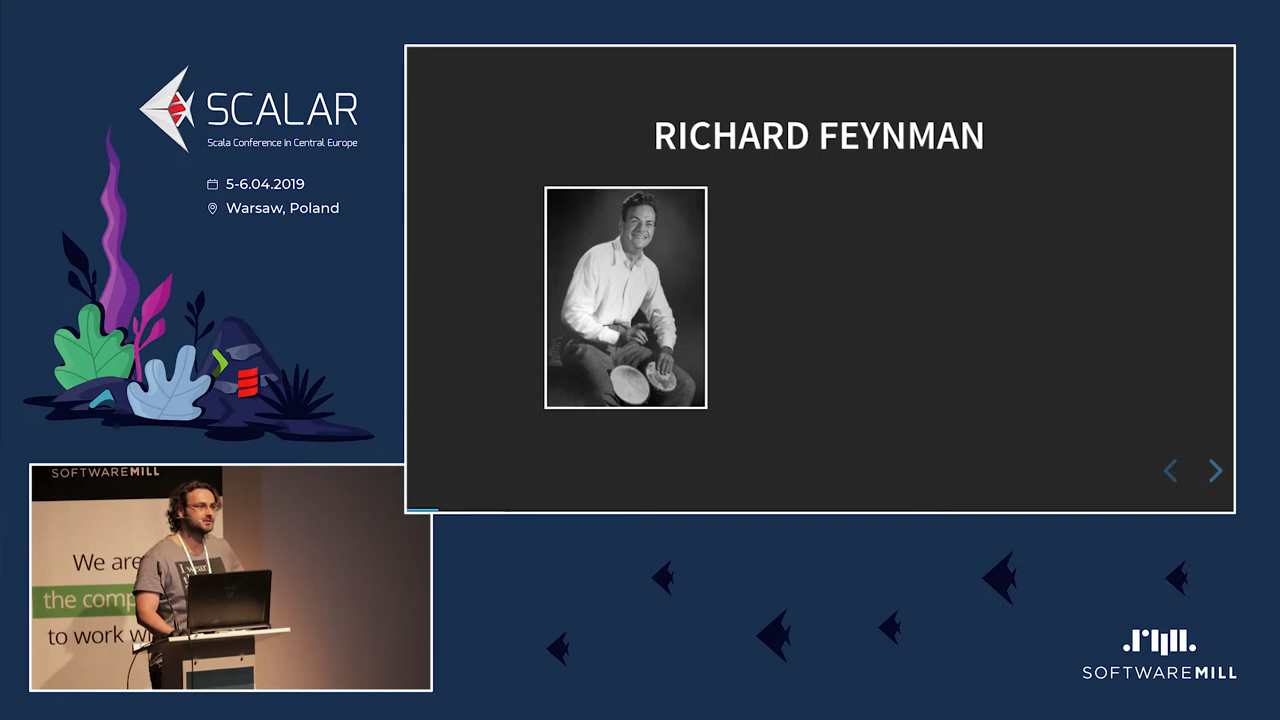 SCALAR
Scala Conference in Central Europe
5-6.04.2019
Warsaw, Poland
RICHARD FEYNMAN
SOFTWAREMILL
We are
the comp
to work wi
I wear
SOFTWAREMILL